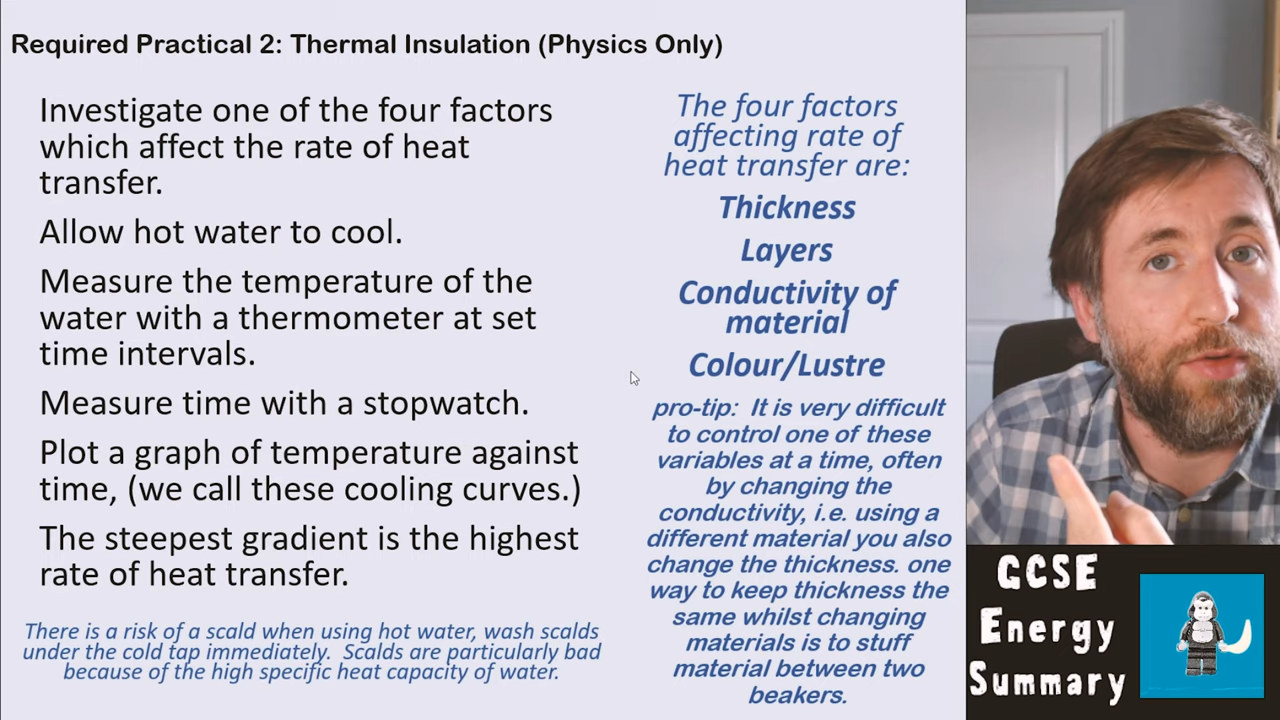 Required Practical 2: Thermal Insulation (Physics Only)
Investigate one of the four factors
which affect the rate of heat
transfer.
Allow hot water to cool.
Measure the temperature of the
water with a thermometer at set
time intervals.
Measure time with a stopwatch.
Plot a graph of temperature against
time, (we call these cooling curves.)
The steepest gradient is the highest
rate of heat transfer.
There is a risk of a scald when using hot water, wash scalds
under the cold tap immediately. Scalds are particularly bad
because of the high specific heat capacity of water.
The four factors
affecting rate of
heat transfer are:
Thickness
Layers
Conductivity of
material
Colour/Lustre
pro-tip: It is very difficult
to control one of these
variables at a time, often
by changing the
conductivity, i.e. using a
different material you also
change the thickness. one
way to keep thickness the
same whilst changing
materials is to stuff
material between two
beakers.
GCSE
Energy
Summary